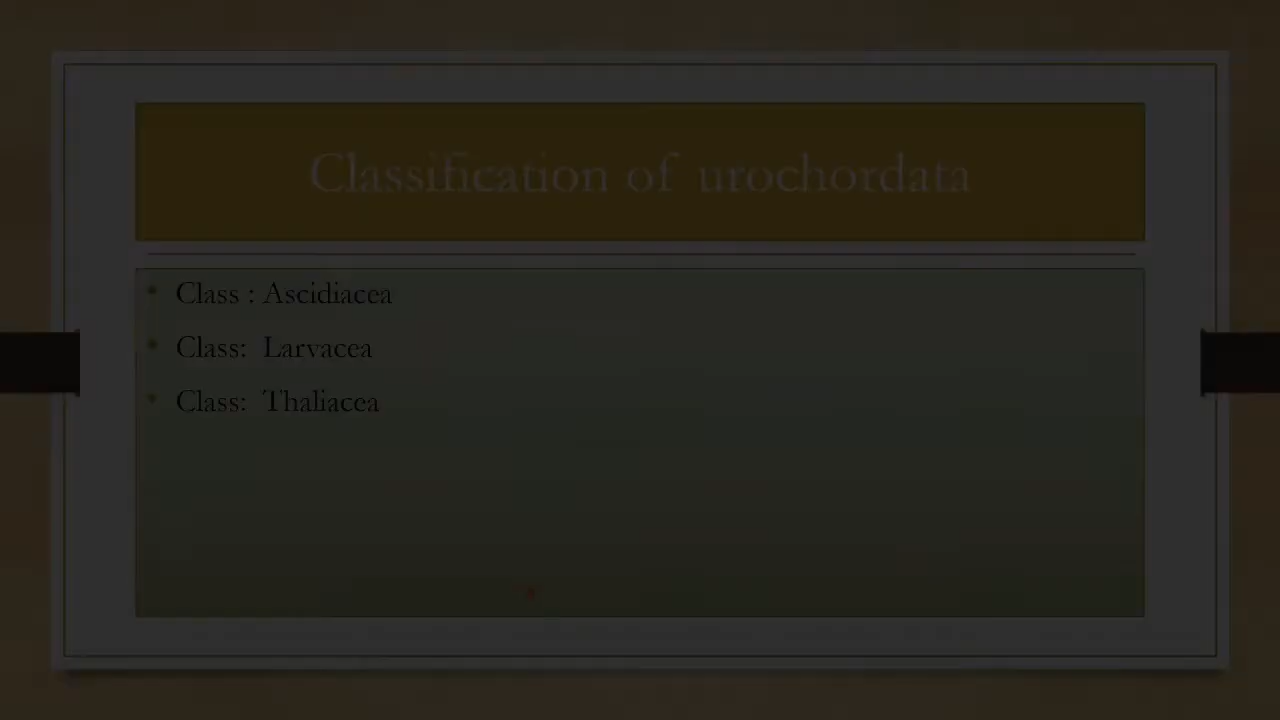 Classification of urochordata
• Class : Ascidiacea
• Class: Larvacea
• Class: Thaliacea